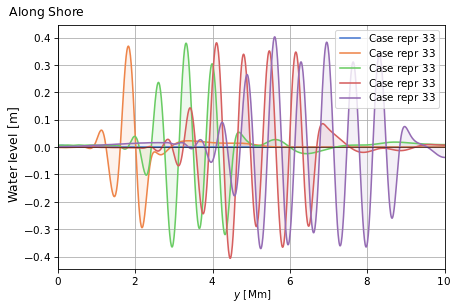 Along Shore
Water level [m]
0.4
0.3
0.2
0.1
0.0
−0.1
−0.2
−0.3
−0.4
Case repr 33
Case repr 33
Case repr 33
Case repr 33
Case repr 33
0 2 4 6 8 10
y [Mm]